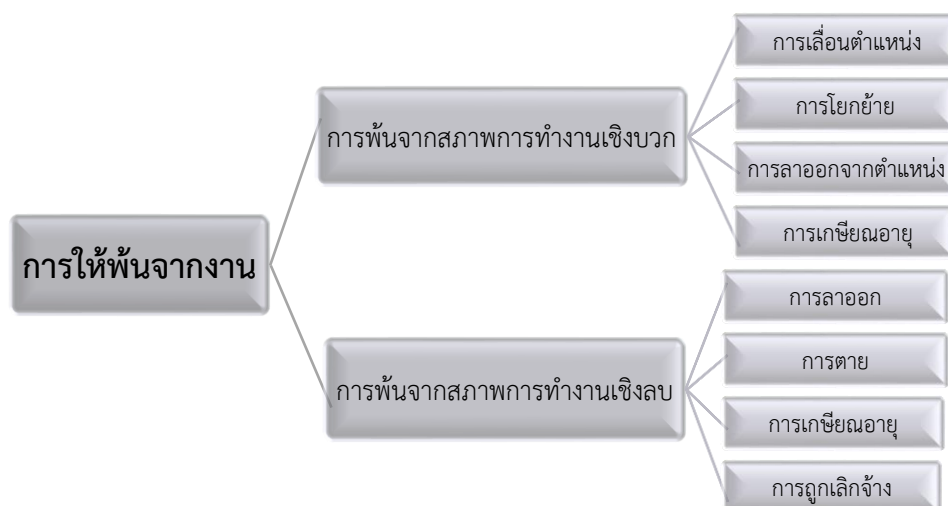 การให้พ้นจากงาน
การพ้นจากสภาพการทำงานเชิงบวก
การเลื่อนตำแหน่ง
การโยกย้าย
การลาออกจากตำแหน่ง
การเกษียณอายุ
การพ้นจากสภาพการทำงานเชิงลบ
การลาออก
การตาย
การเกษียณอายุ
การถูกเลิกจ้าง